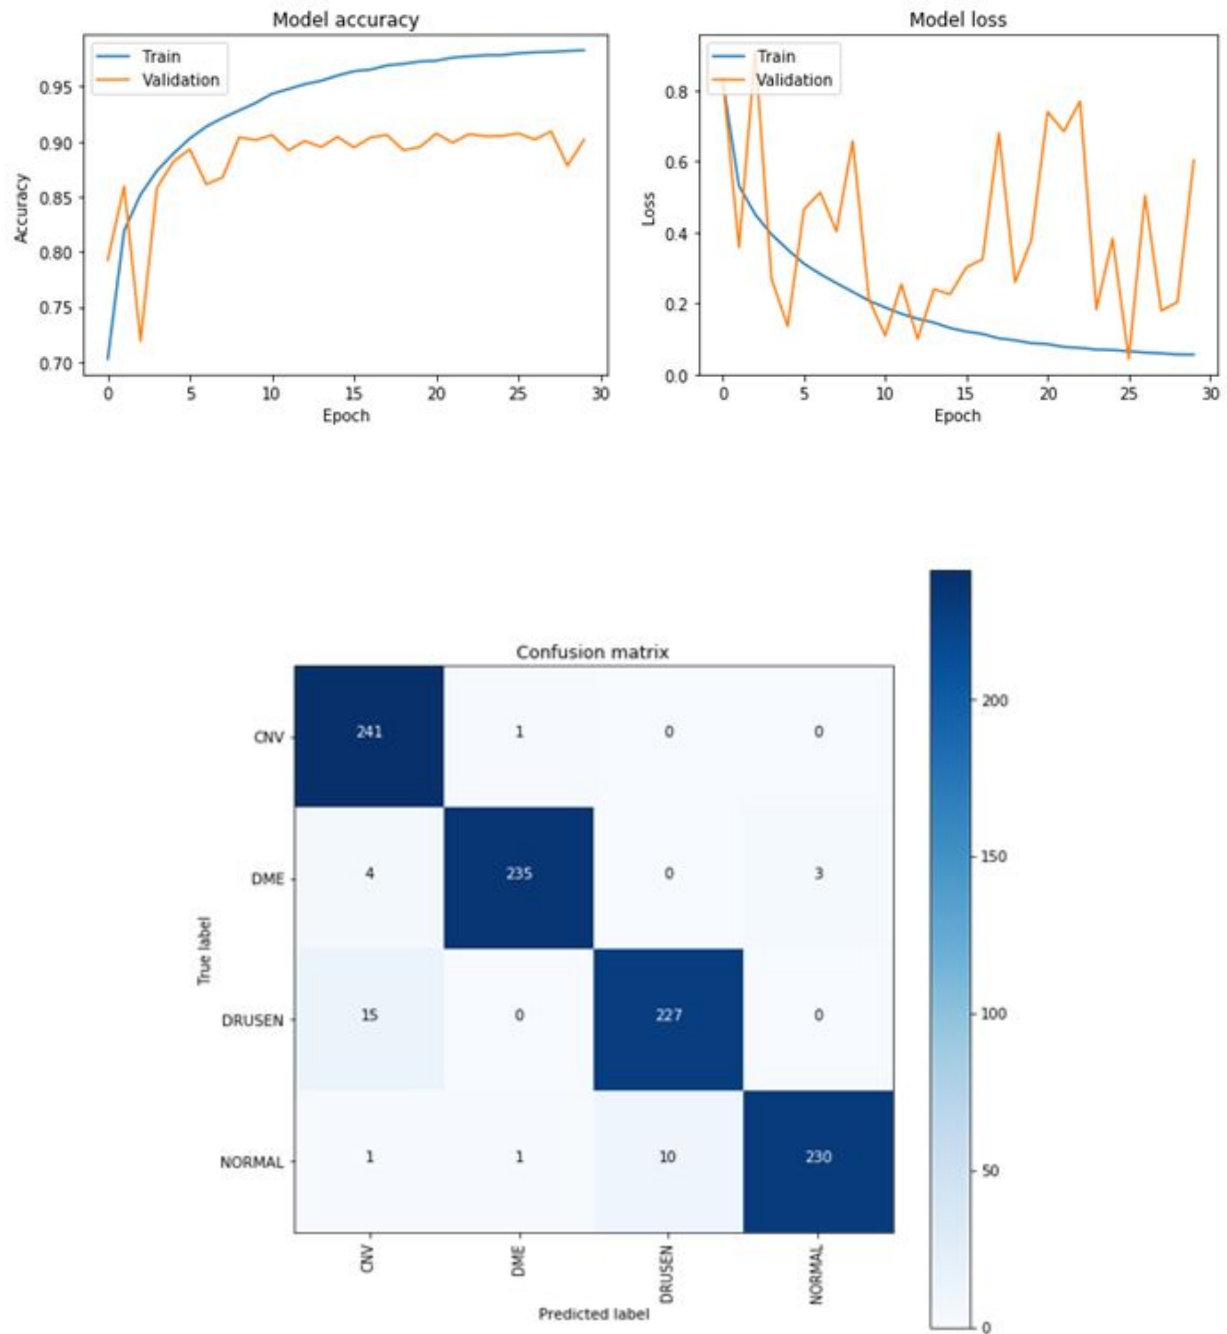 Model accuracy
Train
Validation
0.95
0.90
0.85
0.80
0.75
0.70
Accuracy
0 5 10 15 20 25 30
Epoch
Model loss
Train
Validation
0.8
0.6
0.4
0.2
0.0
Loss
0 5 10 15 20 25 30
Epoch
Confusion matrix
CNV 241 1 0 0
DME 4 235 0 3
DRUSEN 15 0 227 0
NORMAL 1 1 10 230
True label
CNV DME DRUSEN NORMAL
Predicted label
200
150
100
50
0